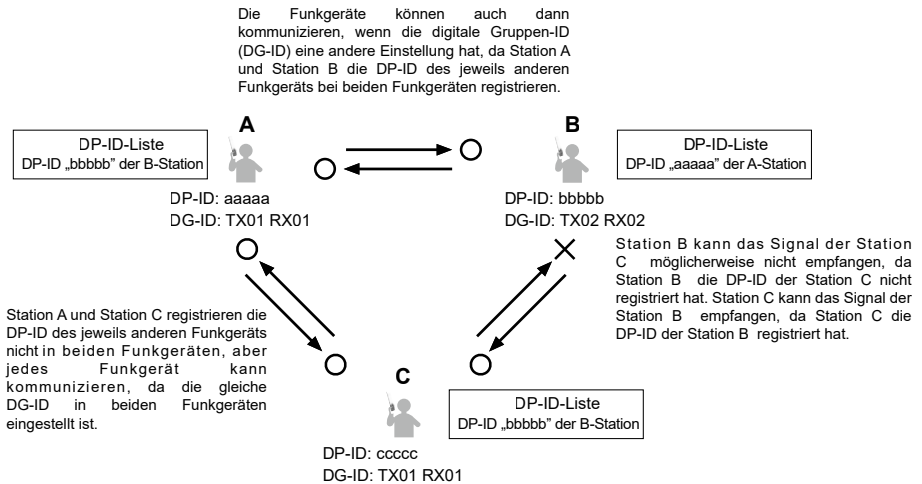 Die Funkgeräte können auch dann
kommunizieren, wenn die digitale Gruppen-ID
(DG-ID) eine andere Einstellung hat, da Station A
und Station B die DP-ID des jeweils anderen
Funkgeräts bei beiden Funkgeräten registrieren.
A
B
DP-ID-Liste
DP-ID „bbbbb” der B-Station
DP-ID-Liste
DP-ID „aaaaa” der A-Station
DP-ID: aaaaa
DG-ID: TX01 RX01
DP-ID: bbbbb
DG-ID: TX02 RX02
Station B kann das Signal der Station
C möglicherweise nicht empfangen, da
Station B die DP-ID der Station C nicht
registriert hat. Station C kann das Signal der
Station B empfangen, da Station C die
DP-ID der Station B registriert hat.
Station A und Station C registrieren die
DP-ID des jeweils anderen Funkgeräts
nicht in beiden Funkgeräten, aber
jedes Funkgerät kann
kommunizieren, da die gleiche
DG-ID in beiden Funkgeräten
eingestellt ist.
C
DP-ID-Liste
DP-ID „bbbbb” der B-Station
DP-ID: ccccc
DG-ID: TX01 RX01